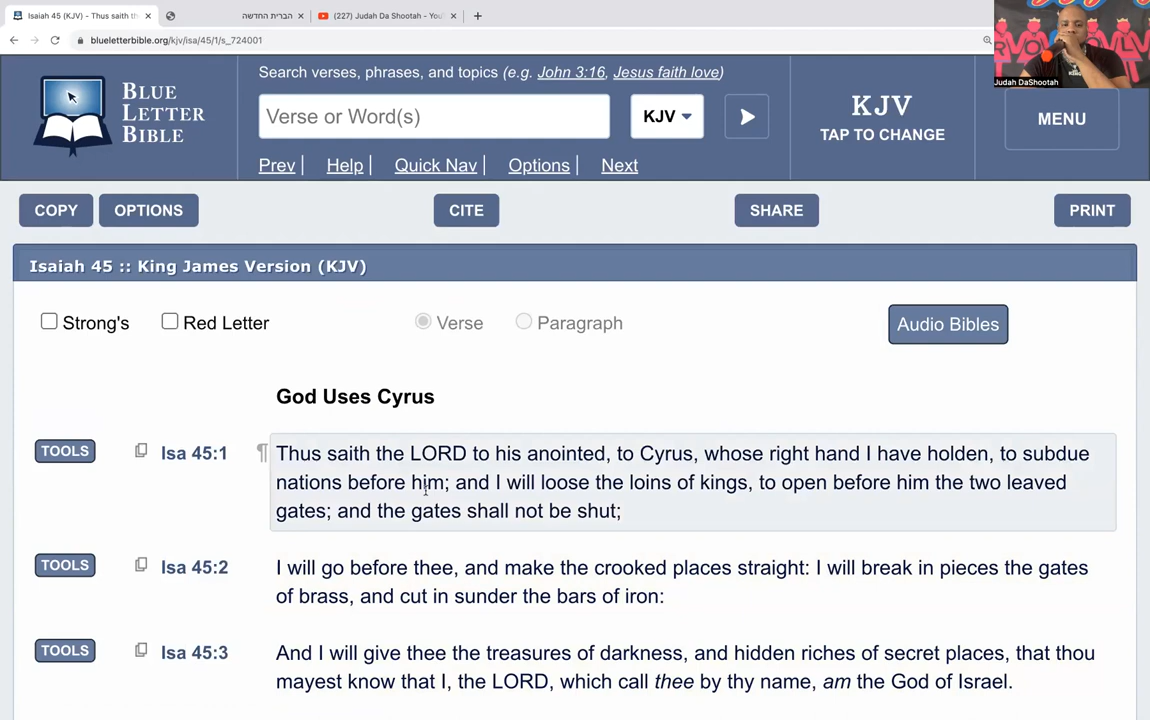 Isaiah 45 (KJV) - Thus saith th
הברית החדשה
(227) Judah Da Shootah - You
blueletterbible.org/kjv/isa/45/1/s_724001
Judah DaShootah
BLUE
LETTER
BIBLE
Search verses, phrases, and topics (e.g. John 3:16, Jesus faith love)
Verse or Word(s)
KJV
Prev | Help | Quick Nav | Options | Next
KJV
TAP TO CHANGE
MENU
COPY OPTIONS CITE SHARE PRINT
Isaiah 45 :: King James Version (KJV)
Strong's Red Letter Verse Paragraph Audio Bibles
God Uses Cyrus
TOOLS Isa 45:1 ¶ Thus saith the LORD to his anointed, to Cyrus, whose right hand I have holden, to subdue
nations before him; and I will loose the loins of kings, to open before him the two leaved
gates; and the gates shall not be shut;
TOOLS Isa 45:2 I will go before thee, and make the crooked places straight: I will break in pieces the gates
of brass, and cut in sunder the bars of iron:
TOOLS Isa 45:3 And I will give thee the treasures of darkness, and hidden riches of secret places, that thou
mayest know that I, the LORD, which call thee by thy name, am the God of Israel.